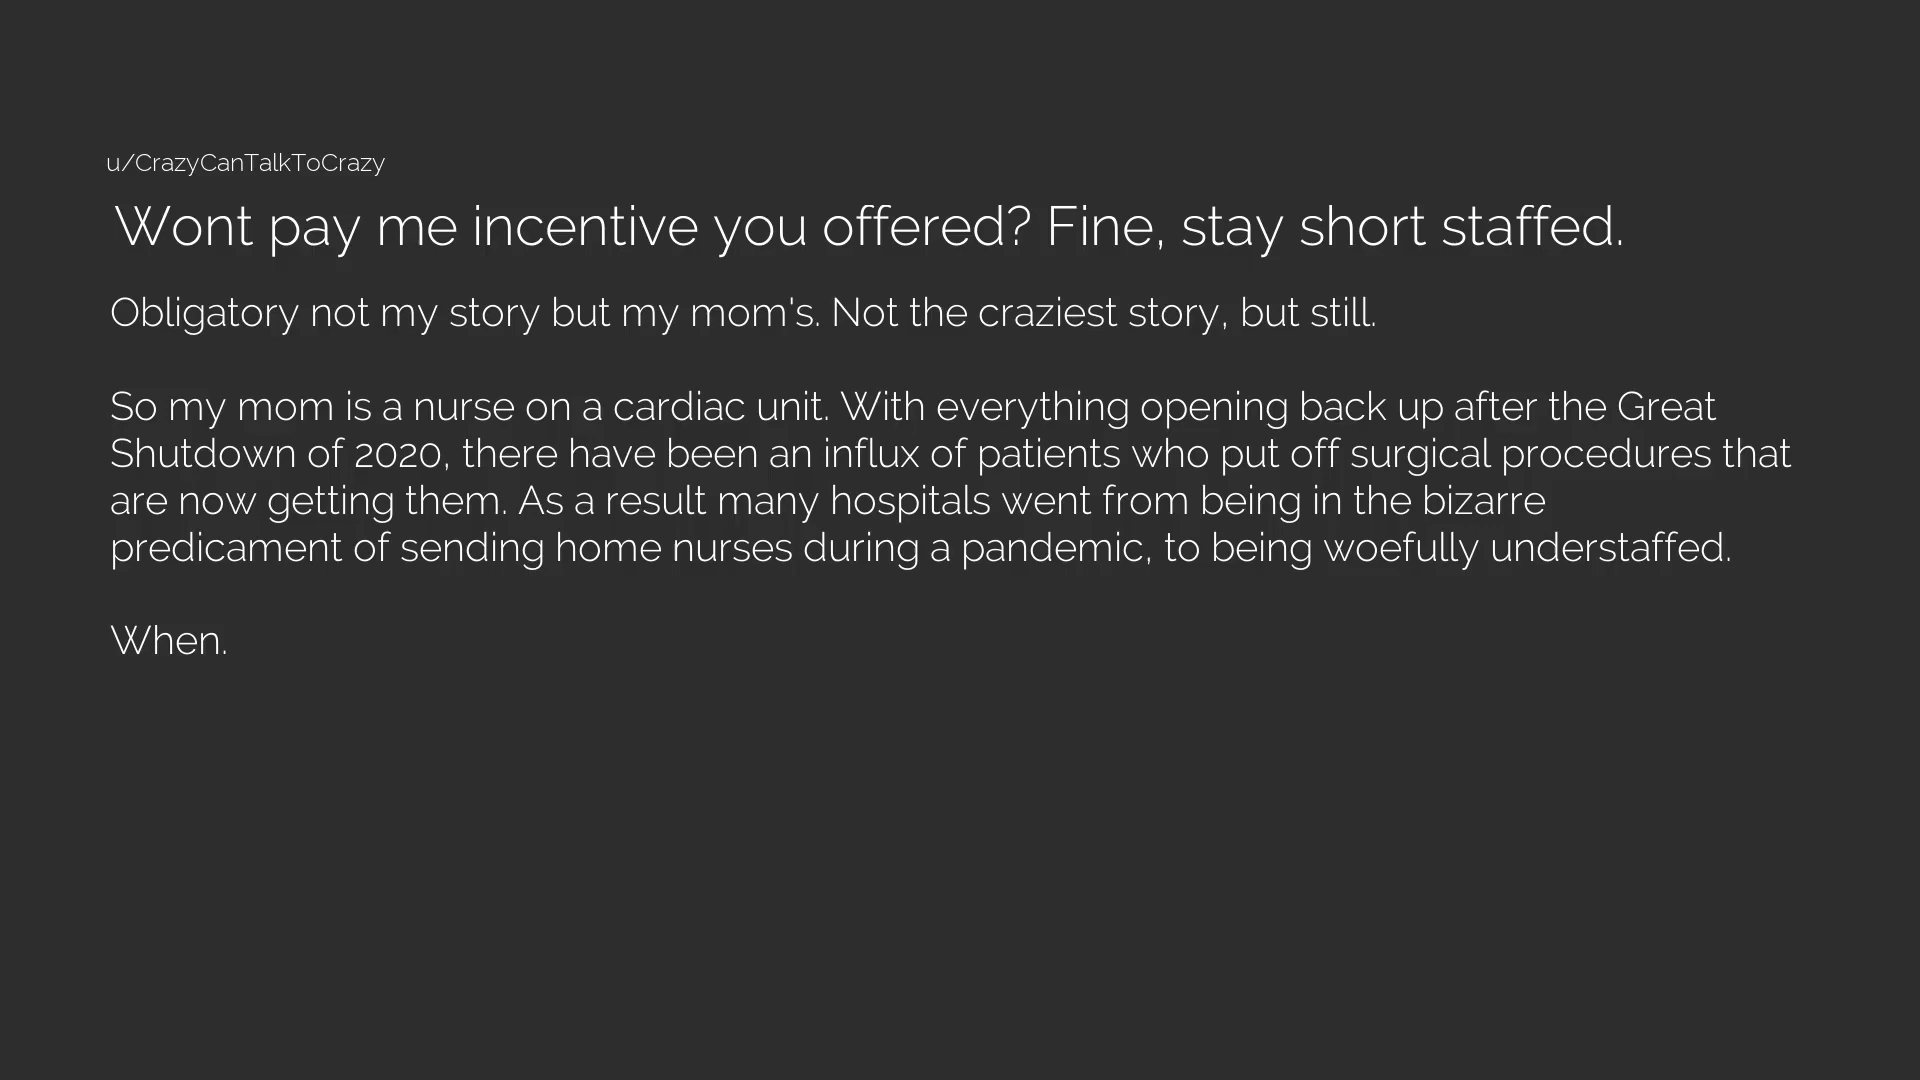 u/CrazyCanTalkToCrazy
Wont pay me incentive you offered? Fine, stay short staffed.
Obligatory not my story but my mom's. Not the craziest story, but still.
So my mom is a nurse on a cardiac unit. With everything opening back up after the Great
Shutdown of 2020, there have been an influx of patients who put off surgical procedures that
are now getting them. As a result many hospitals went from being in the bizarre
predicament of sending home nurses during a pandemic, to being woefully understaffed.
When.